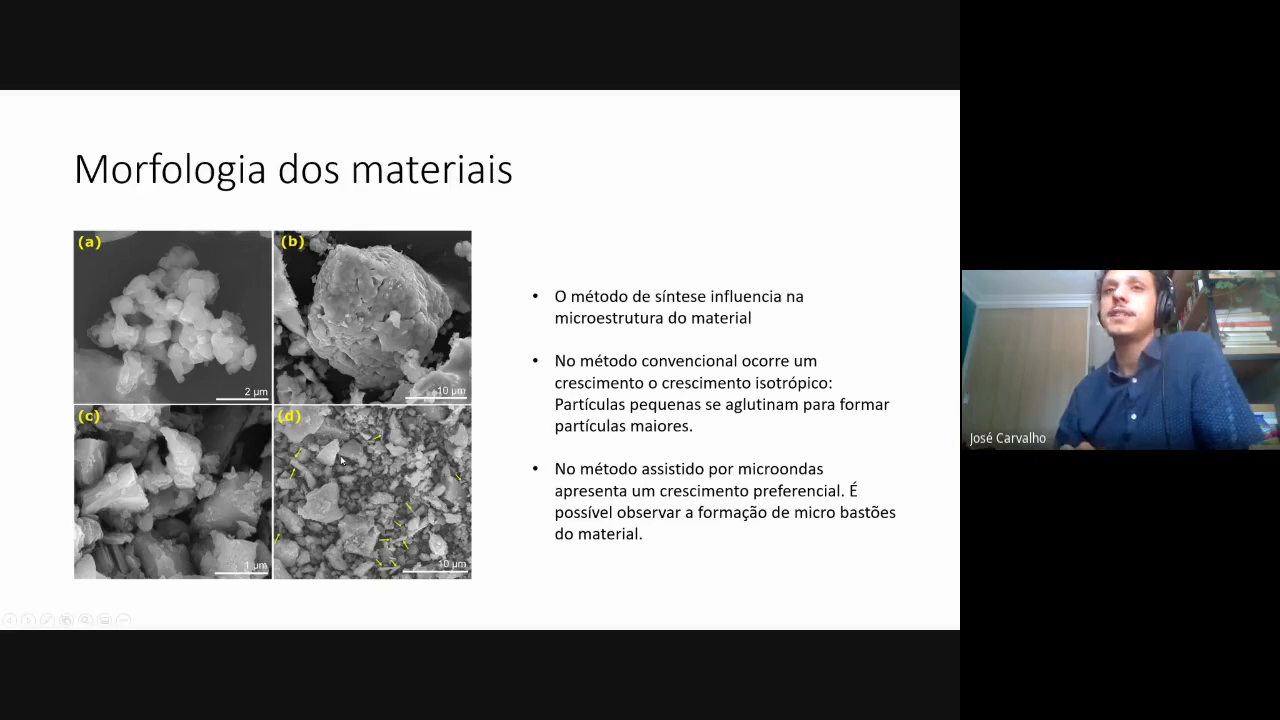 Morfologia dos materiais
(a)
(b)
2 µm
10 µm
(c)
(d)
1 µm
10 µm
• O método de síntese influencia na
microestrutura do material
• No método convencional ocorre um
crescimento o crescimento isotrópico:
Partículas pequenas se aglutinam para formar
partículas maiores.
• No método assistido por microondas
apresenta um crescimento preferencial. É
possível observar a formação de micro bastões
do material.
José Carvalho